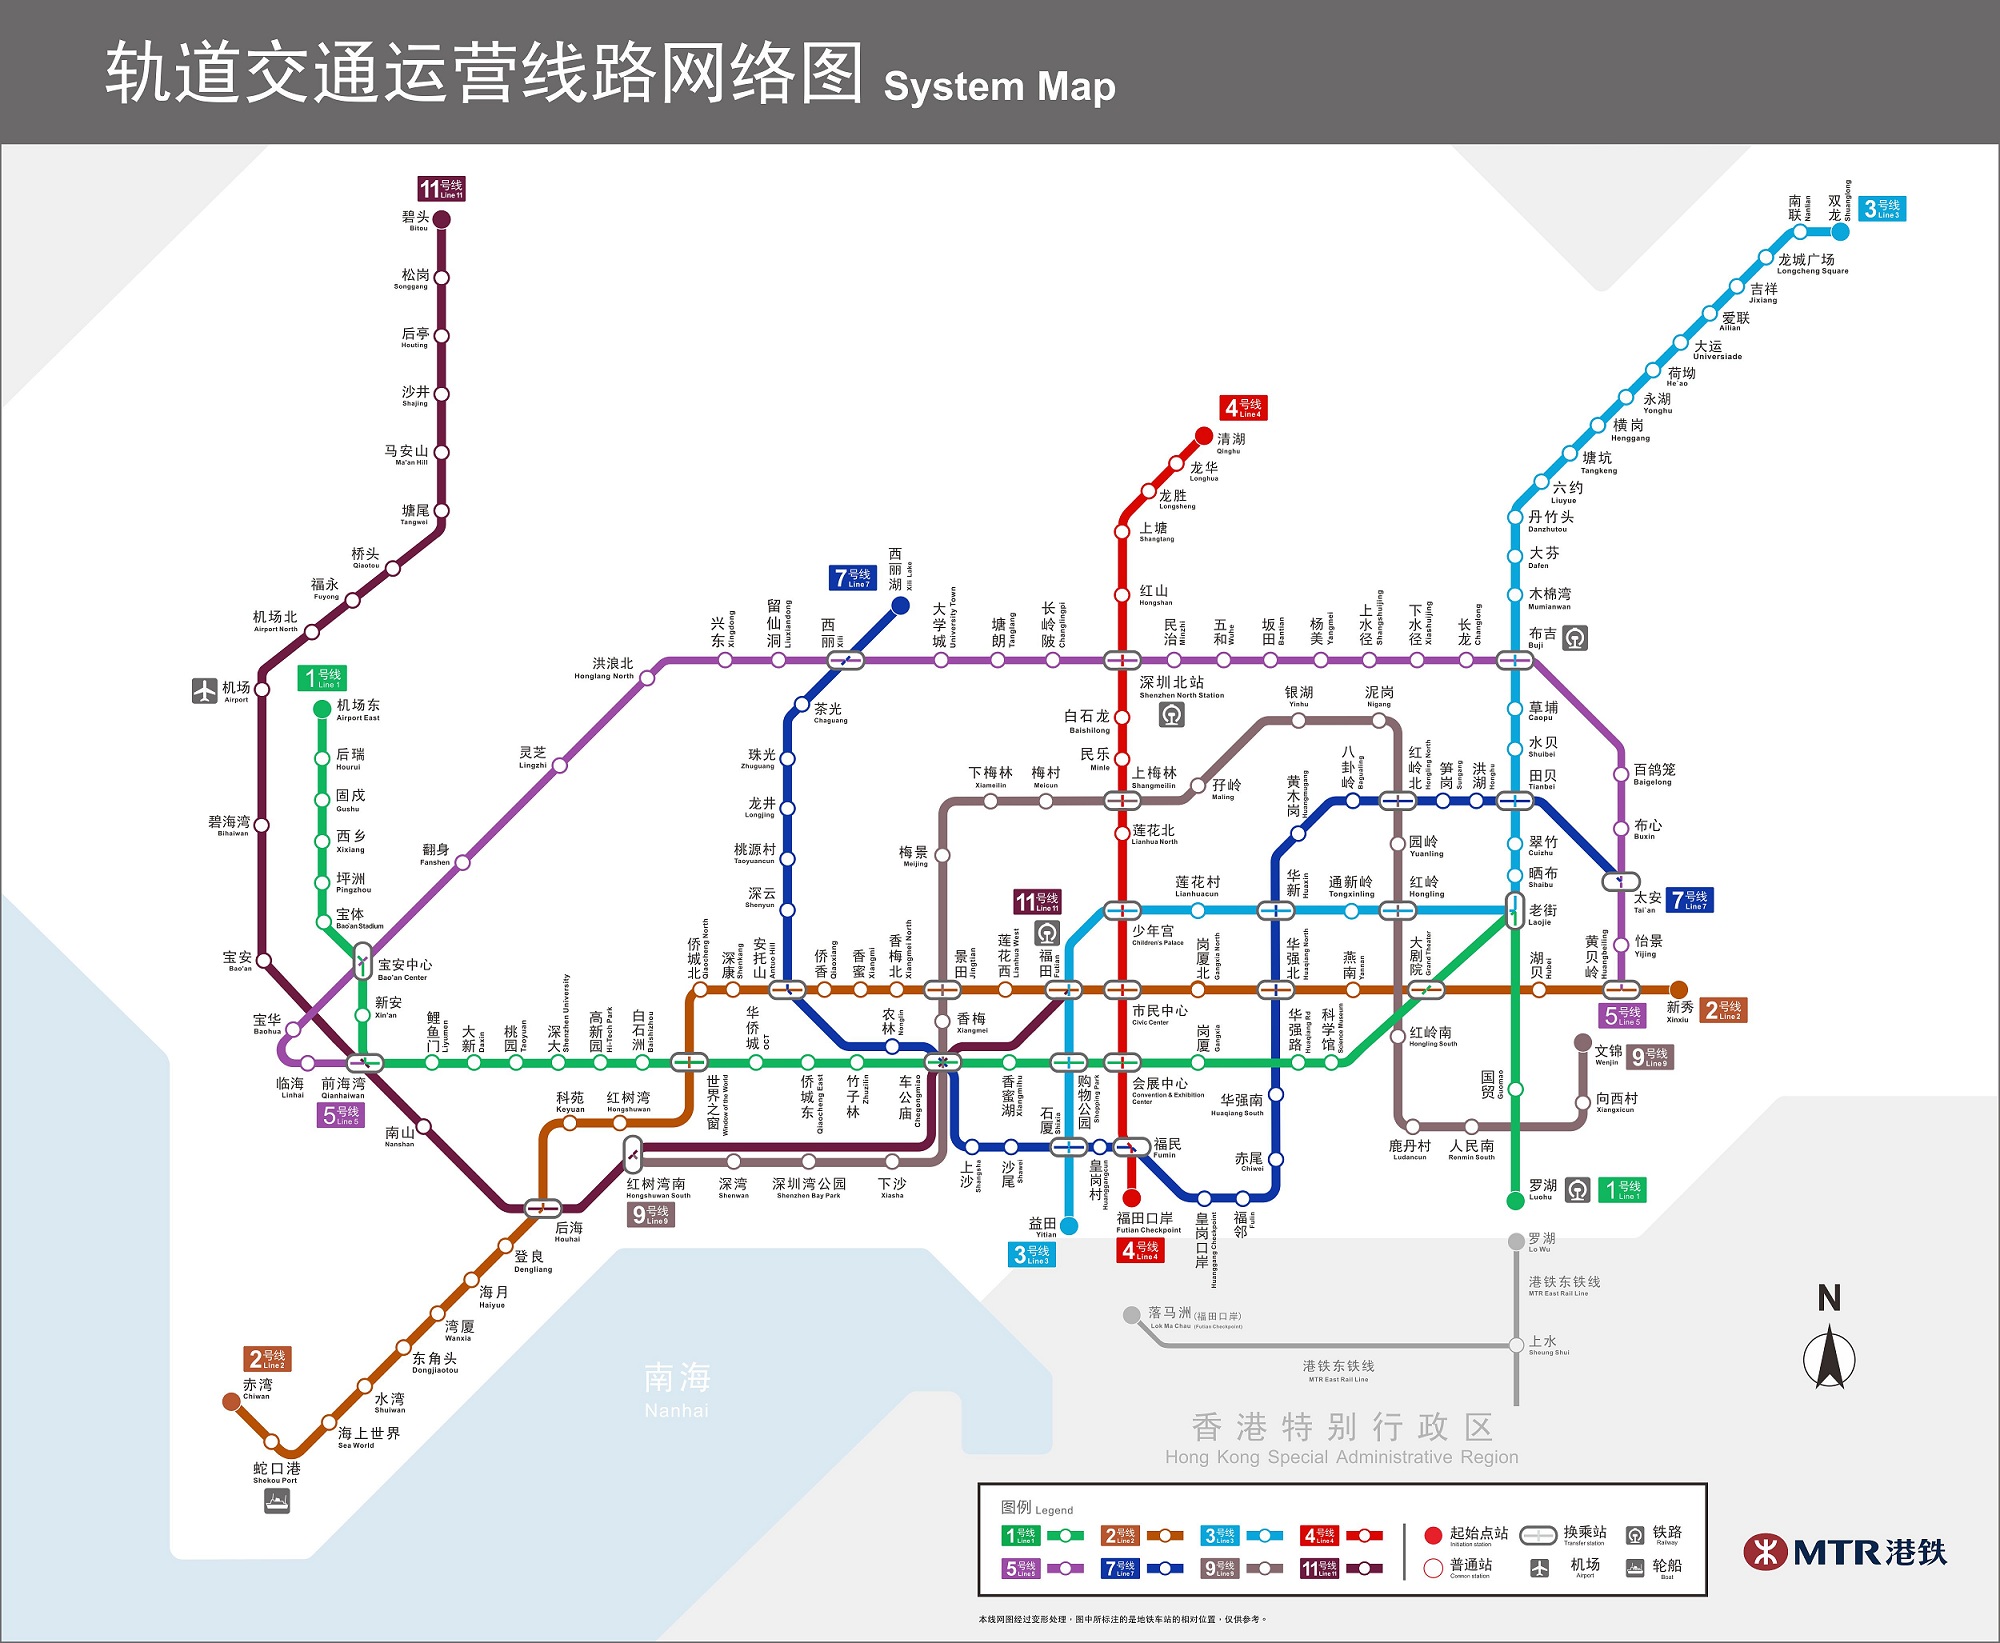 轨道交通运营线路网络图 System Map
11号线 Line 11
碧头 Bitou
松岗 Songgang
后亭 Houting
沙井 Shajing
马安山 Ma'an Hill
塘尾 Tangwei
桥头 Qiaotou
福永 Fuyong
机场北 Airport North
机场 Airport
碧海湾 Bihaiwan
宝安 Bao'an
1号线 Line 1
机场东 Airport East
后瑞 Hourui
固戍 Gushu
西乡 Xixiang
坪洲 Pingzhou
宝体 Bao'an Stadium
宝安中心 Bao'an Center
新安 Xin'an
宝华 Baohua
临海 Linhai
前海湾 Qianhaiwan
5号线 Line 5
翻身 Fanshen
灵芝 Lingzhi
洪浪北 Honglang North
兴东 Xingdong
留仙洞 Liuxiandong
西丽 Xili
7号线 Line 7
西丽湖 Xili Lake
大学城 University Town
塘朗 Tanglang
长岭陂 Changlingpi
4号线 Line 4
清湖 Qinghu
龙华 Longhua
龙胜 Longsheng
上塘 Shangtang
红山 Hongshan
深圳北站 Shenzhen North Station
民治 Minzhi
五和 Wuhe
坂田 Bantian
杨美 Yangmei
上水径 Shangshuijing
下水径 Xiashuijing
长龙 Changlong
布吉 Buji
3号线 Line 3
双龙 Shuanglong
南联 Nanlian
龙城广场 Longcheng Square
吉祥 Jixiang
爱联 Ailian
大运 Universiade
荷坳 He'ao
永湖 Yonghu
横岗 Henggang
塘坑 Tangkeng
六约 Liuyue
丹竹头 Danzhutou
大芬 Dafen
木棉湾 Mumianwan
草埔 Caopu
水贝 Shuibei
田贝 Tianbei
翠竹 Cuizhu
晒布 Shaibu
老街 Laojie
百鸽笼 Baigelong
布心 Buxin
太安 Tai'an
7号线 Line 7
怡景 Yijing
黄贝岭 Huangbeiling
5号线 Line 5
新秀 Xinxiu
2号线 Line 2
茶光 Chaguang
珠光 Zhuguang
龙井 Longjing
桃源村 Taoyuancun
深云 Shenyun
白石龙 Baishilong
民乐 Minle
上梅林 Shangmeilin
莲花北 Lianhua North
下梅林 Xiameilin
梅村 Meicun
梅景 Meijing
孖岭 Maling
银湖 Yinhu
泥岗 Nigang
八卦岭 Bagualing
黄木岗 Huangmugang
红岭北 Hongling North
笋岗 Sungang
洪湖 Honghu
园岭 Yuanling
红岭 Hongling
通新岭 Tongxinling
华新 Huaxin
莲花村 Lianhuacun
少年宫 Children's Palace
11号线 Line 11
福田 Futian
侨城北 Qiaocheng North
深康 Shenkang
安托山 Antuo Hill
侨香 Qiaoxiang
香蜜 Xiangmi
香梅北 Xiangmei North
景田 Jingtian
莲花西 Lianhua West
市民中心 Civic Center
岗厦北 Gangxia North
华强北 Huaqiang North
燕南 Yannan
大剧院 Grand Theater
湖贝 Hubei
红岭南 Hongling South
文锦 Wenjin
9号线 Line 9
向西村 Xiangxicun
鹿丹村 Ludancun
人民南 Renmin South
国贸 Guomao
罗湖 Luohu
1号线 Line 1
鲤鱼门 Liyumen
大新 Daxin
桃园 Taoyuan
深大 Shenzhen University
高新园 Hi-Tech Park
白石洲 Baishizhou
世界之窗 Window of the World
华侨城 OCT
侨城东 Qiaocheng East
竹子林 Zhuzilin
农林 Nonglin
车公庙 Chegongmiao
香梅 Xiangmei
香蜜湖 Xiangmihu
购物公园 Shopping Park
会展中心 Convention & Exhibition Center
岗厦 Gangxia
华强路 Huaqiang Rd
科学馆 Science Museum
华强南 Huaqiang South
赤尾 Chiwei
福邻 Fulin
皇岗口岸 Huanggang Checkpoint
福民 Fumin
皇岗村 Huanggangcun
石厦 Shixia
沙尾 Shawei
上沙 Shangsha
益田 Yitian
3号线 Line 3
福田口岸 Futian Checkpoint
4号线 Line 4
科苑 Keyuan
红树湾 Hongshuwan
红树湾南 Hongshuwan South
9号线 Line 9
深湾 Shenwan
深圳湾公园 Shenzhen Bay Park
下沙 Xiasha
南山 Nanshan
后海 Houhai
登良 Dengliang
海月 Haiyue
湾厦 Wanxia
东角头 Dongjiaotou
水湾 Shuiwan
海上世界 Sea World
蛇口港 Shekou Port
赤湾 Chiwan
2号线 Line 2
南海
Nanhai
罗湖 Lo Wu
港铁东铁线 MTR East Rail Line
上水 Sheung Shui
落马洲(福田口岸)
Lok Ma Chau (Futian Checkpoint)
港铁东铁线
MTR East Rail Line
香港特别行政区
Hong Kong Special Administrative Region
N
图例 Legend
1号线 Line 1 2号线 Line 2 3号线 Line 3 4号线 Line 4
5号线 Line 5 7号线 Line 7 9号线 Line 9 11号线 Line 11
起始点站 Initiation station 换乘站 Transfer station 铁路 Railway
普通站 Common station 机场 Airport 轮船 Boat
MTR港铁
本线网图经过变形处理，图中所标注的是地铁车站的相对位置，仅供参考。